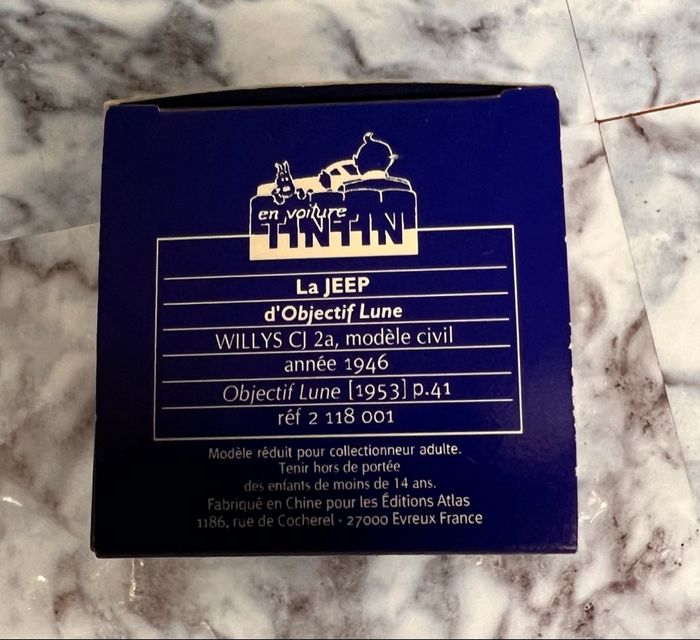 en voiture
TINTIN
La JEEP
d'Objectif Lune
WILLYS CJ 2a, modèle civil
année 1946
Objectif Lune [1953] p.41
réf 2 118 001
Modèle réduit pour collectionneur adulte.
Tenir hors de portée
des enfants de moins de 14 ans.
Fabriqué en Chine pour les Éditions Atlas
1186, rue de Cocherel - 27000 Evreux France